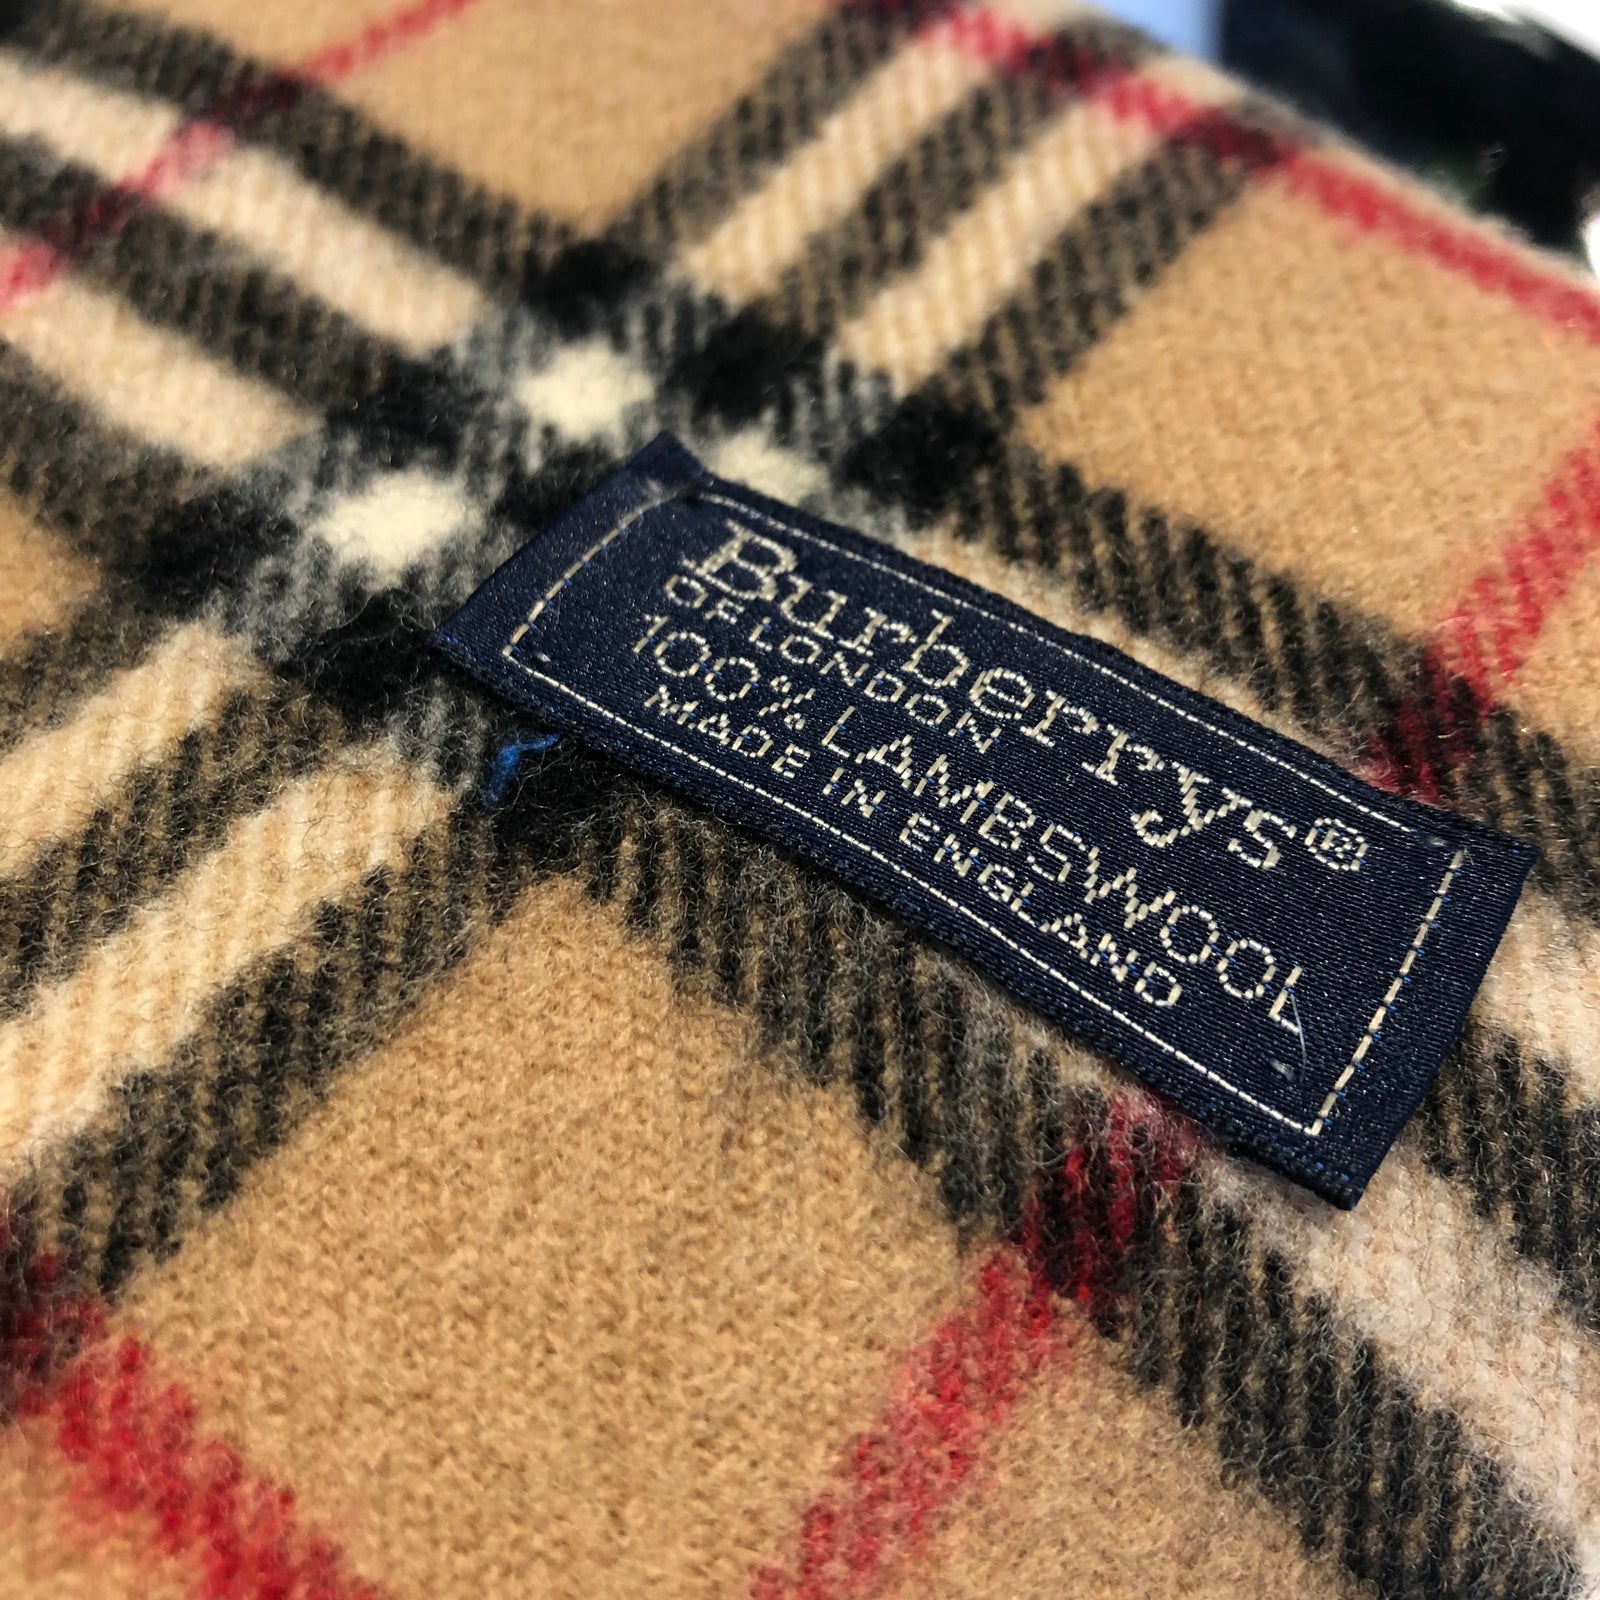 Burberrys®
OF LONDON
100% LAMBSWOOL
MADE IN ENGLAND